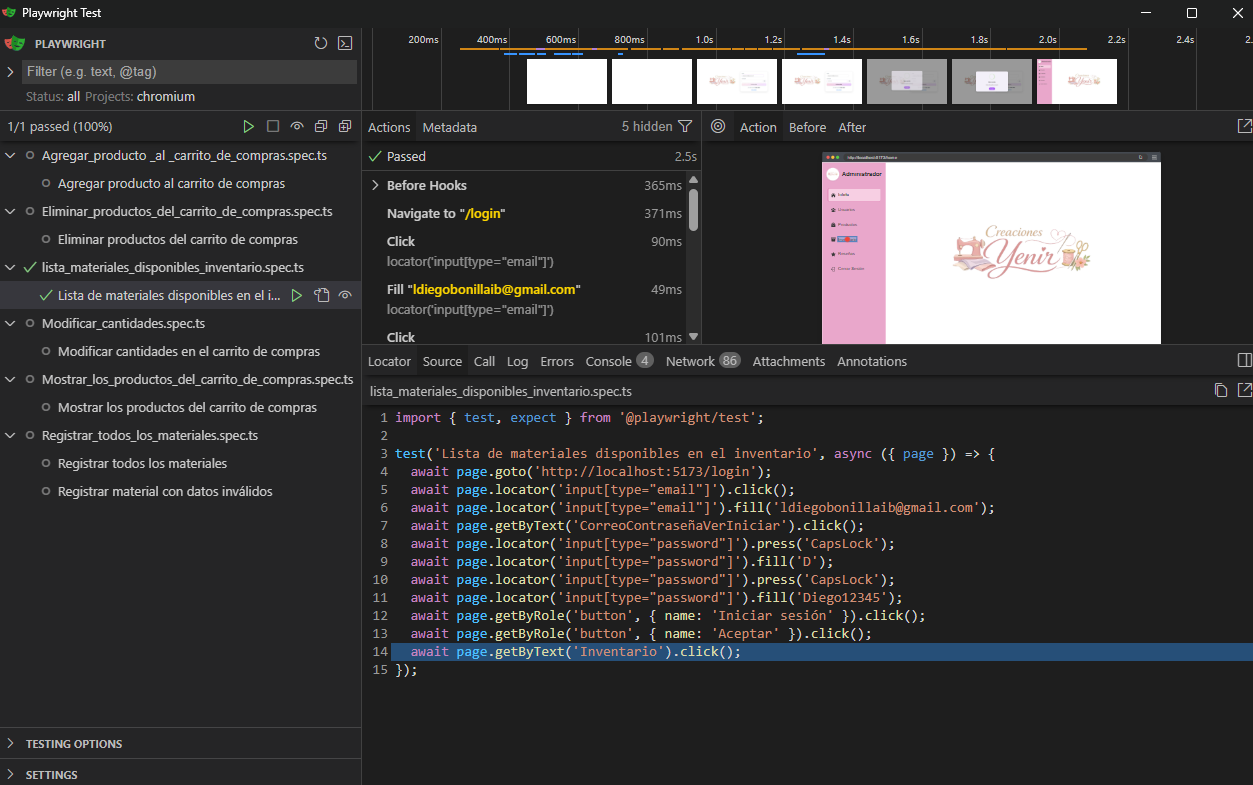 Playwright Test
PLAYWRIGHT
Filter (e.g. text, @tag)
Status: all Projects: chromium
1/1 passed (100%)
Agregar_producto _al _carrito_de_compras.spec.ts
Agregar producto al carrito de compras
Eliminar_productos_del_carrito_de_compras.spec.ts
Eliminar productos del carrito de compras
lista_materiales_disponibles_inventario.spec.ts
Lista de materiales disponibles en el i...
Modificar_cantidades.spec.ts
Modificar cantidades en el carrito de compras
Mostrar_los_productos_del_carrito_de_compras.spec.ts
Mostrar los productos del carrito de compras
Registrar_todos_los_materiales.spec.ts
Registrar todos los materiales
Registrar material con datos inválidos
TESTING OPTIONS
SETTINGS
200ms 400ms 600ms 800ms 1.0s 1.2s 1.4s 1.6s 1.8s 2.0s 2.2s 2.4s 2.
Actions Metadata 5 hidden
Passed 2.5s
Before Hooks 365ms
Navigate to "/login" 371ms
Click 90ms
locator('input[type="email"]')
Fill "ldiegobonillaib@gmail.com" 49ms
locator('input[type="email"]')
Click 101ms
Action Before After
Administrador
Inicio
Usuarios
Productos
Cerrar Sesión
Creaciones
Yenir
Locator Source Call Log Errors Console 4 Network 86 Attachments Annotations
lista_materiales_disponibles_inventario.spec.ts
1 import { test, expect } from '@playwright/test';
2
3 test('Lista de materiales disponibles en el inventario', async ({ page }) => {
4 await page.goto('http://localhost:5173/login');
5 await page.locator('input[type="email"]').click();
6 await page.locator('input[type="email"]').fill('ldiegobonillaib@gmail.com');
7 await page.getByText('CorreoContraseñaVerIniciar').click();
8 await page.locator('input[type="password"]').press('CapsLock');
9 await page.locator('input[type="password"]').fill('D');
10 await page.locator('input[type="password"]').press('CapsLock');
11 await page.locator('input[type="password"]').fill('Diego12345');
12 await page.getByRole('button', { name: 'Iniciar sesión' }).click();
13 await page.getByRole('button', { name: 'Aceptar' }).click();
14 await page.getByText('Inventario').click();
15 });